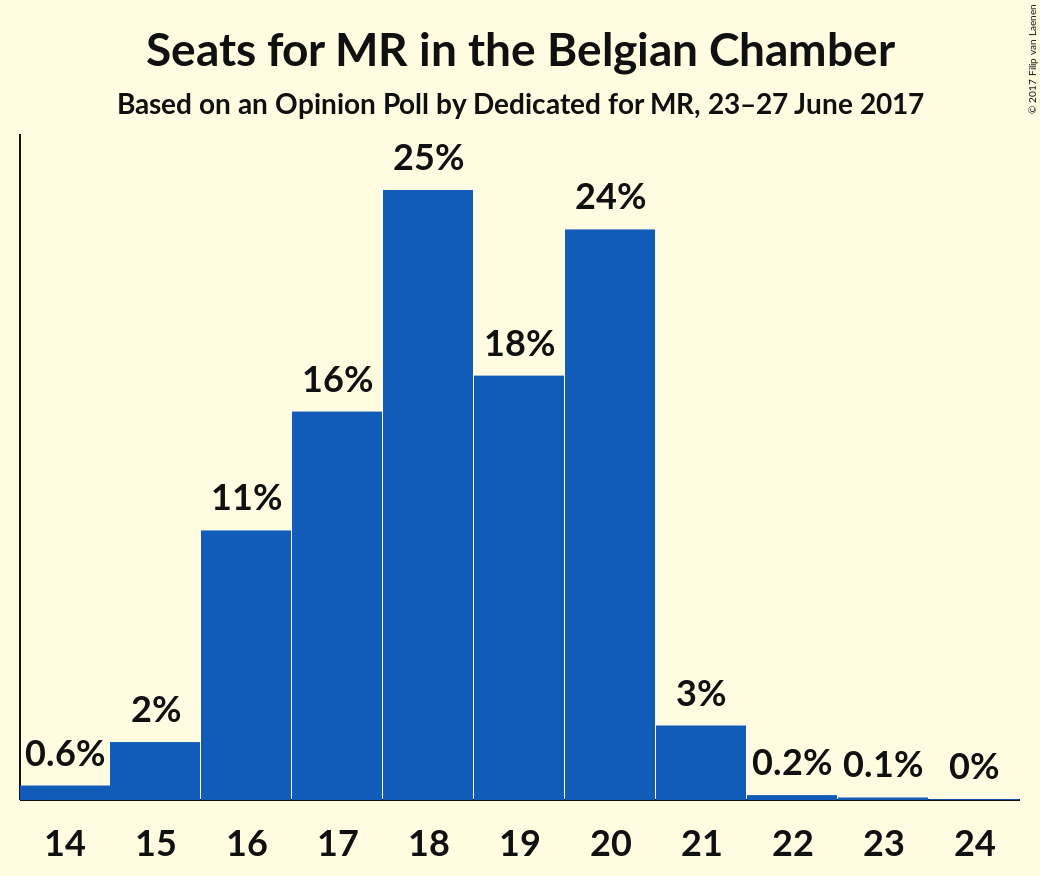 Seats for MR in the Belgian Chamber
Based on an Opinion Poll by Dedicated for MR, 23–27 June 2017
© 2017 Filip van Laenen
25%
24%
18%
16%
11%
3%
2%
0.6%
0.2%
0.1%
0%
14 15 16 17 18 19 20 21 22 23 24